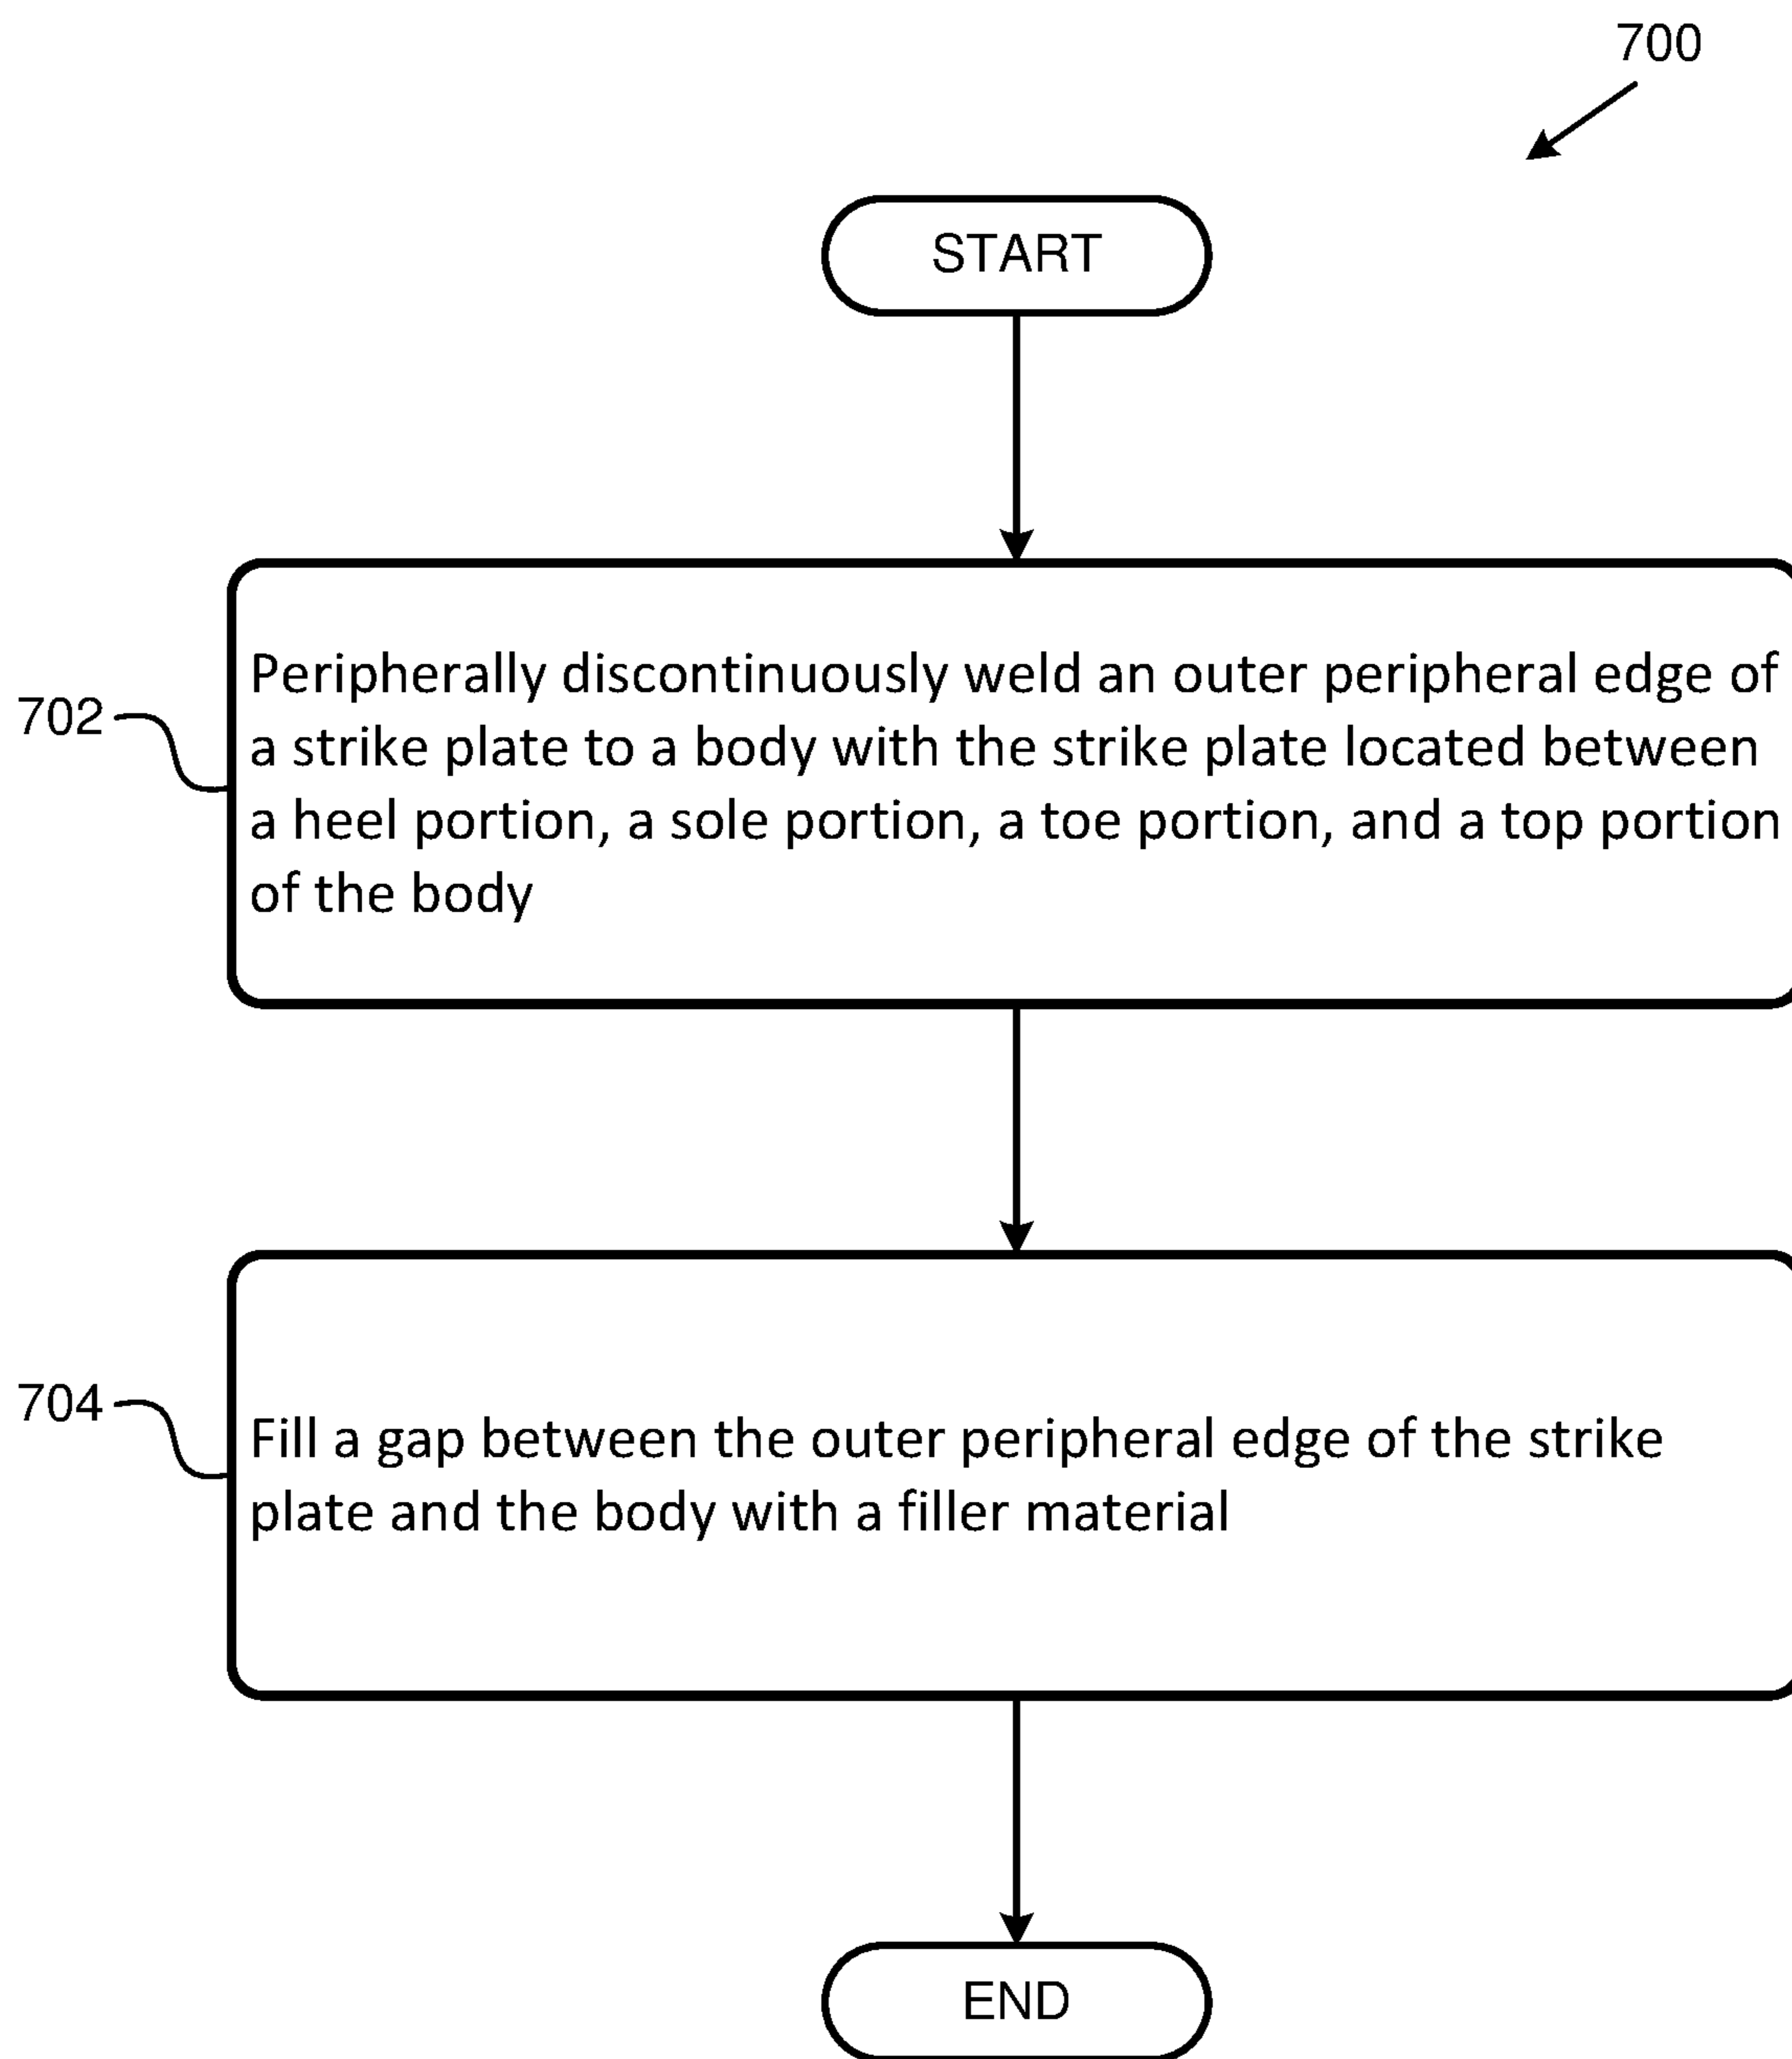 700
START
702
Peripherally discontinuously weld an outer peripheral edge of
a strike plate to a body with the strike plate located between
a heel portion, a sole portion, a toe portion, and a top portion
of the body
704
Fill a gap between the outer peripheral edge of the strike
plate and the body with a filler material
END